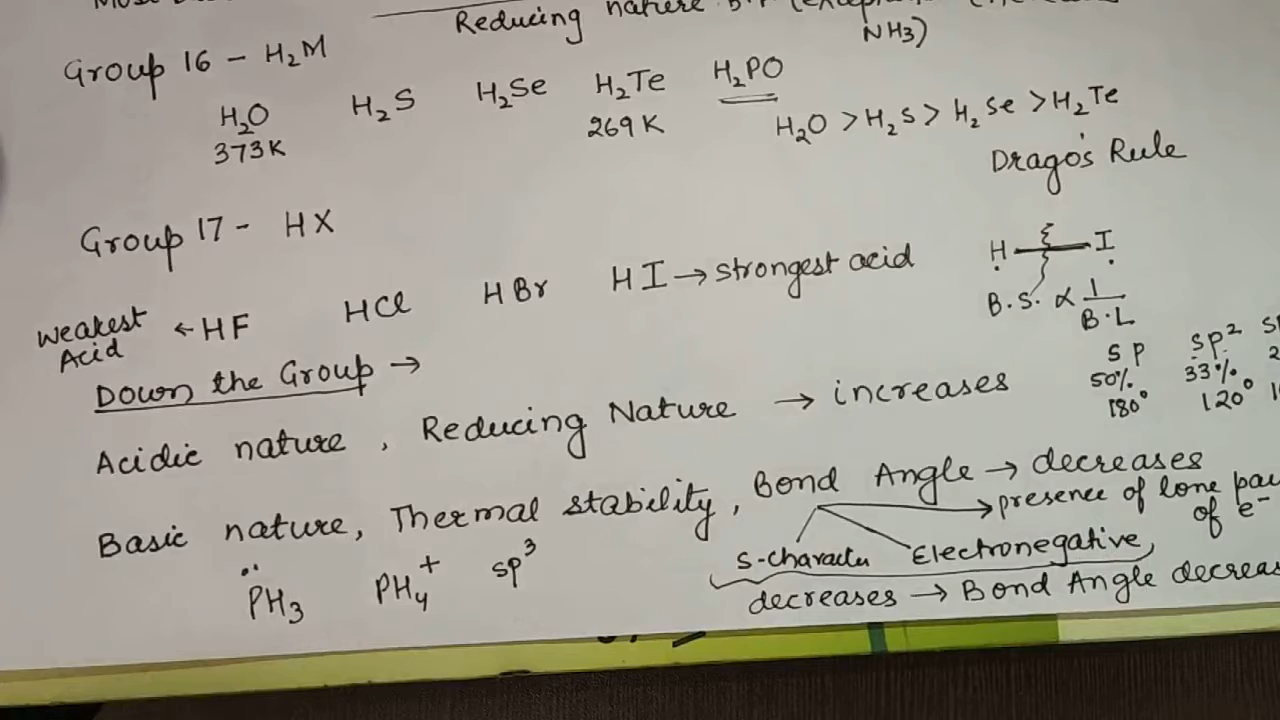 Reducing nature B.P (except
NH3)
Group 16 - H2M
H2O H2S H2Se H2Te H2PO
373K 269K H2O > H2S > H2Se > H2Te
Drago's Rule
Group 17 - HX
Weakest Acid ← HF HCl HBr HI → strongest acid H—I
B.S. ∝ 1/B.L
SP SP2
50% 33%
180° 120°
Down the Group →
Acidic nature, Reducing Nature → increases
Basic nature, Thermal stability, Bond Angle → decreases
presence of lone
of e-
S-character Electronegative,
decreases → Bond Angle
PH3 PH4+ sp3